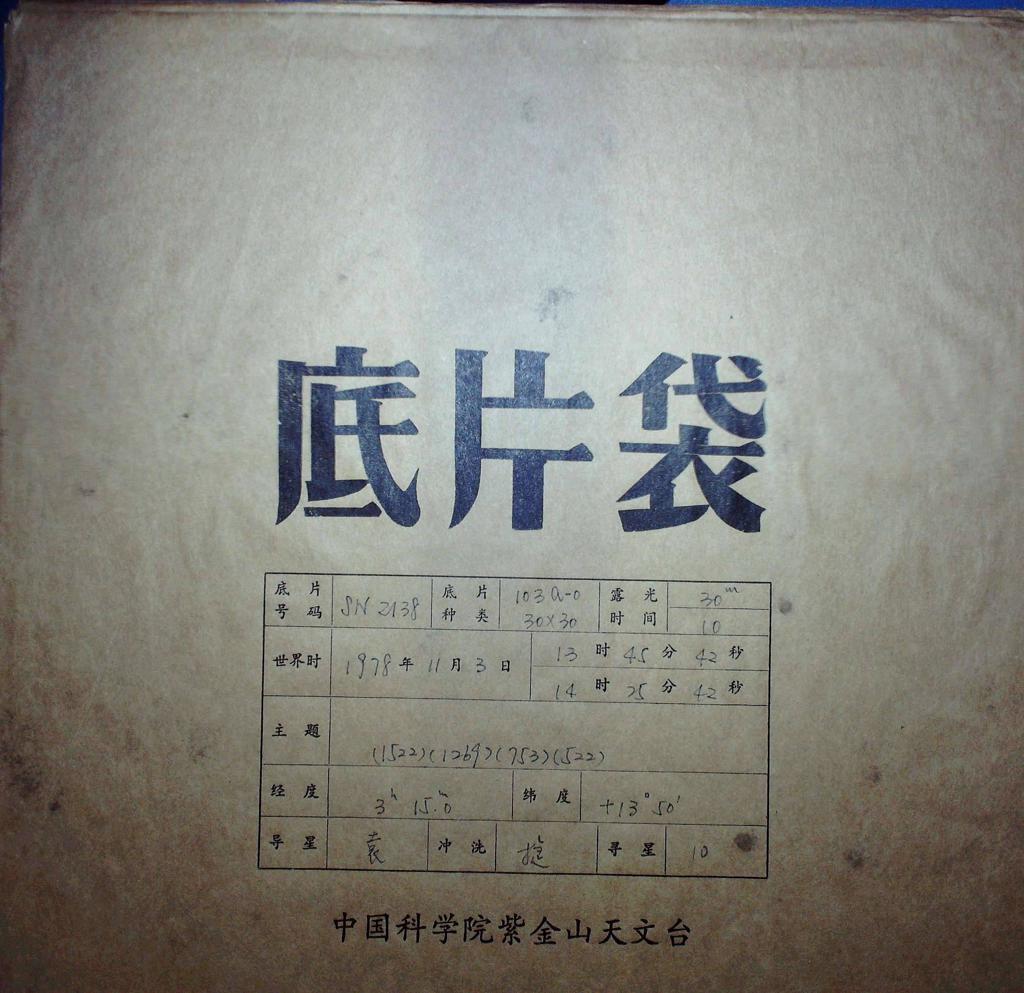 底片袋
底片号码 SN 2138 底片种类 103a-0 30×30 露光时间 30ᵐ 10
世界时 1978年 11月 3日 13时 45分 42秒
14时 25分 42秒
主题 (1522)(1269)(753)(522)
经度 3ʰ 15.ᵐ0 纬度 +13°50′
导星 袁 冲洗 寻星 10
中国科学院紫金山天文台